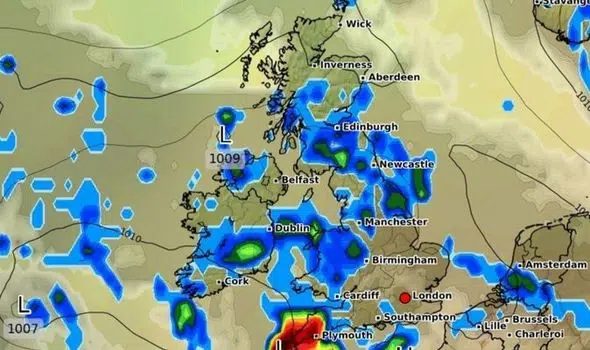 Stavange
Wick
Inverness
Aberdeen
1010
Edinburgh
L
1009
Newcastle
Belfast
Dublin
Manchester
1010
Birmingham
Amsterdam
Cork
Cardiff
London
L
1007
Southampton
Brussels
Lille
Plymouth
Charleroi
L